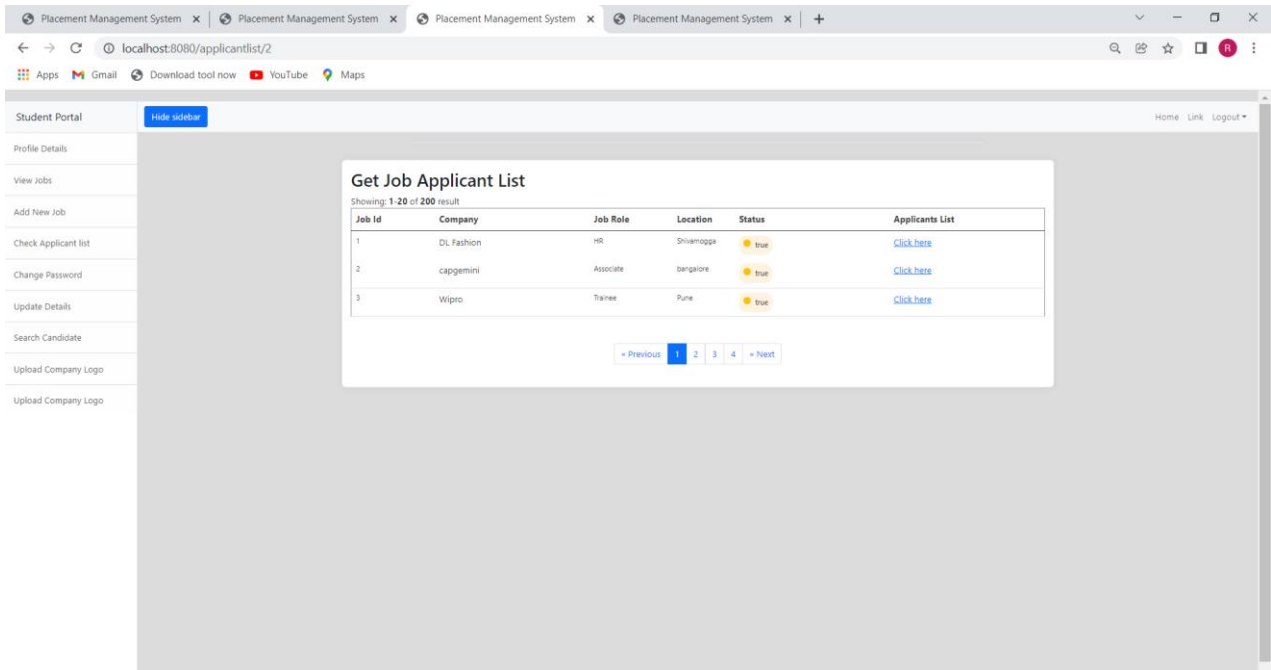 Placement Management System Placement Management System Placement Management System Placement Management System
localhost:8080/applicantlist/2 R
Apps Gmail Download tool now YouTube Maps
Student Portal Hide sidebar Home Link Logout
Profile Details
View Jobs
Add New Job
Check Applicant list
Change Password
Update Details
Search Candidate
Upload Company Logo
Upload Company Logo
Get Job Applicant List
Showing: 1-20 of 200 result
Job Id Company Job Role Location Status Applicants List
1 DL Fashion HR Shivamogga true Click here
2 capgemini Associate bangalore true Click here
3 Wipro Trainee Pune true Click here
« Previous 1 2 3 4 « Next